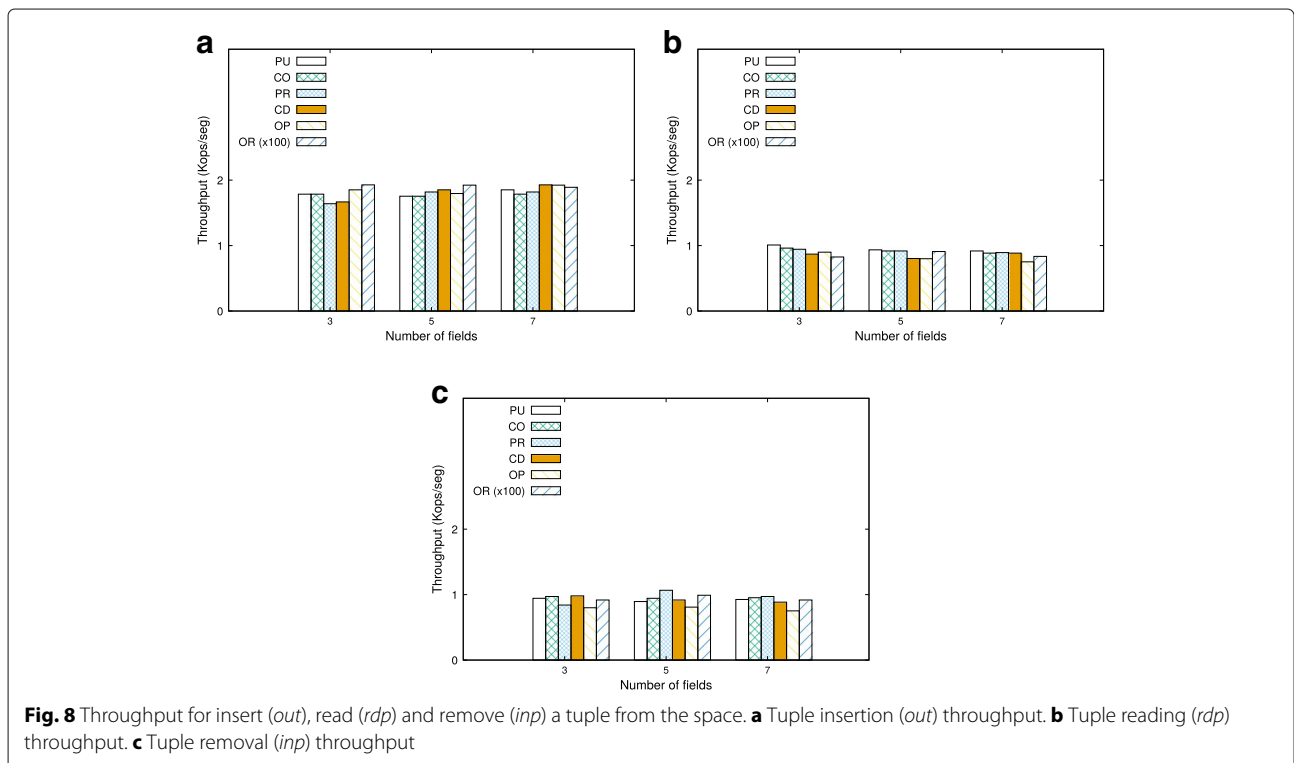 a
PU
CO
PR
CD
OP
OR (x100)
Throughput (Kops/seg)
2
1
0
3 5 7
Number of fields
b
PU
CO
PR
CD
OP
OR (x100)
Throughput (Kops/seg)
2
1
0
3 5 7
Number of fields
c
PU
CO
PR
CD
OP
OR (x100)
Throughput (Kops/seg)
2
1
0
3 5 7
Number of fields
Fig. 8 Throughput for insert (out), read (rdp) and remove (inp) a tuple from the space. a Tuple insertion (out) throughput. b Tuple reading (rdp)
throughput. c Tuple removal (inp) throughput